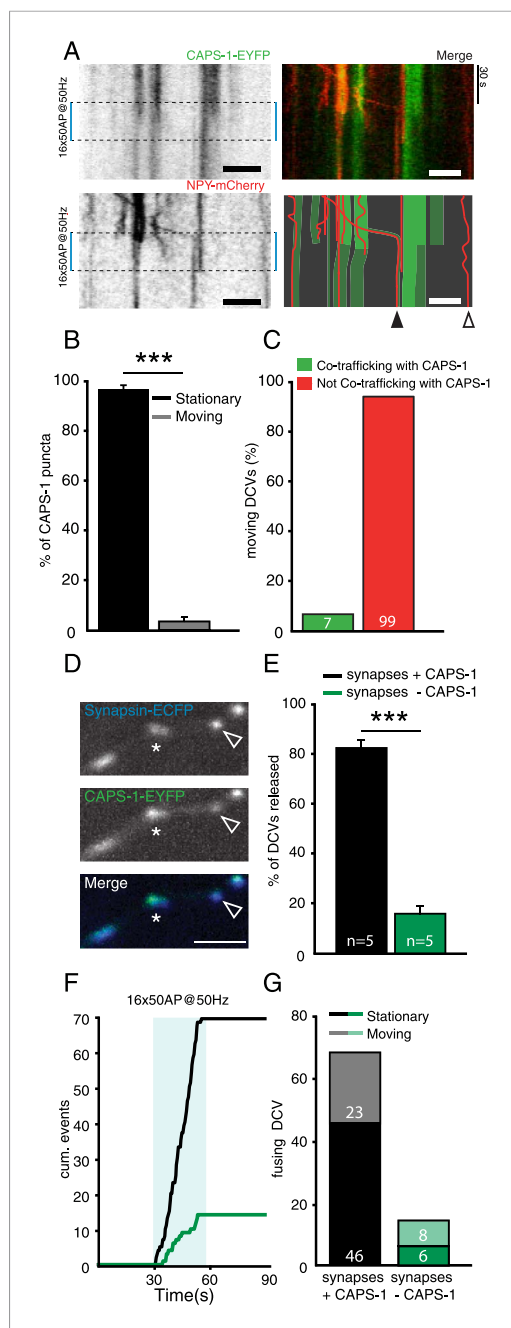 A
CAPS-1-EYFP
Merge
16x50AP@50Hz
30 s
NPY-mCherry
16x50AP@50Hz
B
***
Stationary
Moving
% of CAPS-1 puncta
100
80
60
40
20
0
C
Co-trafficking with CAPS-1
Not Co-trafficking with CAPS-1
moving DCVs (%)
100
80
60
40
20
0
7
99
D
Synapsin-ECFP
*
CAPS-1-EYFP
*
Merge
*
E
synapses + CAPS-1
synapses - CAPS-1
***
% of DCVs released
80
60
40
20
0
n=5
n=5
F
16x50AP@50Hz
cum. events
70
60
50
40
30
20
10
0
30
60
90
Time(s)
G
Stationary
Moving
fusing DCV
80
60
40
20
0
23
46
8
6
synapses
+ CAPS-1
synapses
- CAPS-1